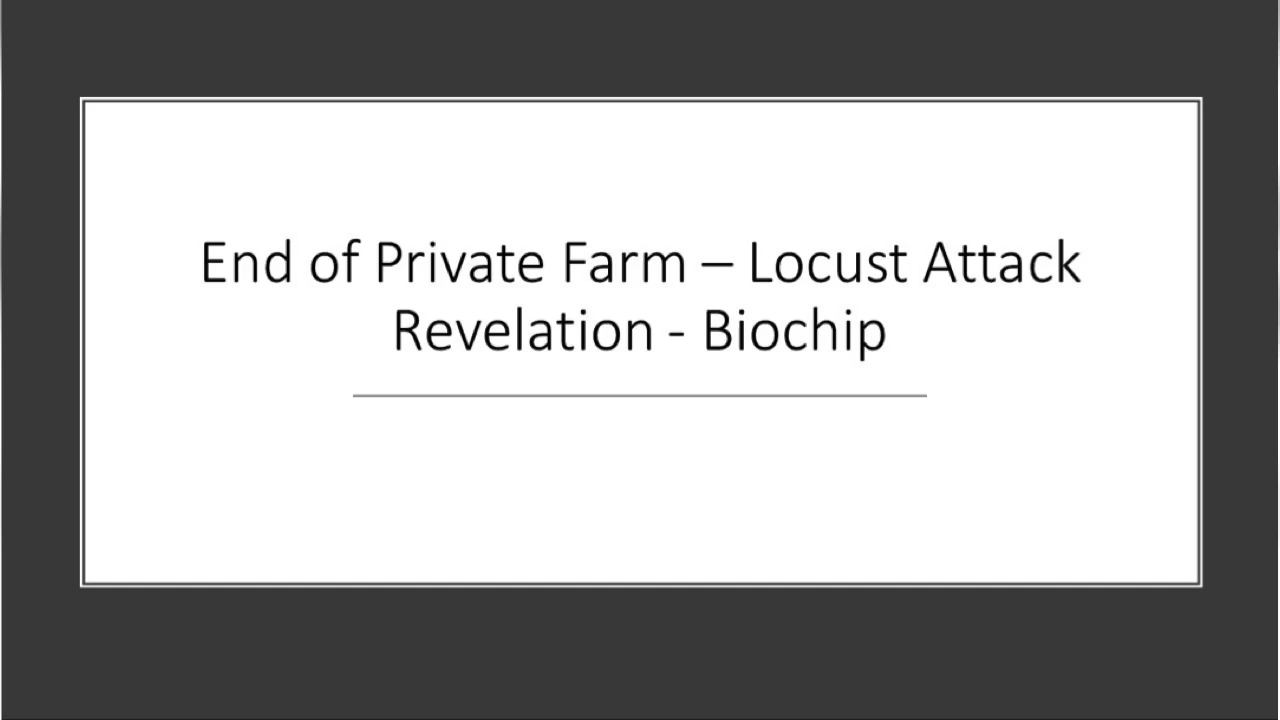 End of Private Farm – Locust Attack
Revelation - Biochip